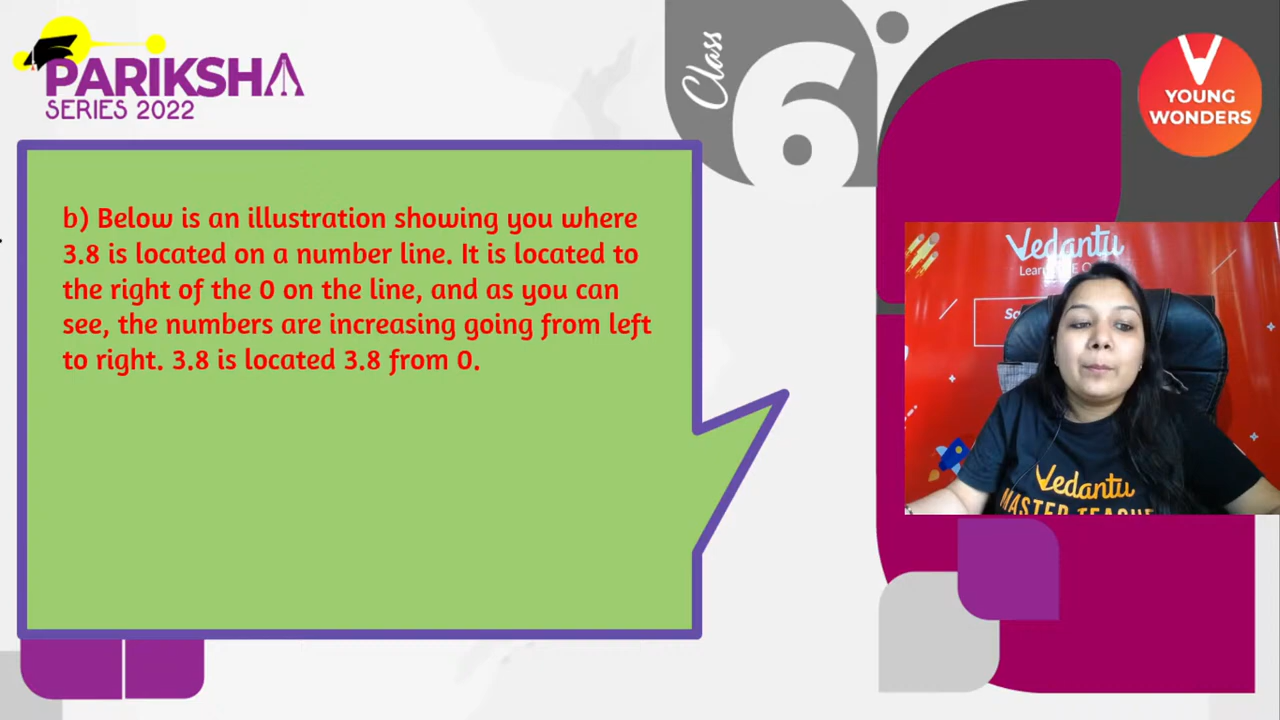 PARIKSHA
SERIES 2022
Class
6
YOUNG
WONDERS
b) Below is an illustration showing you where
3.8 is located on a number line. It is located to
the right of the 0 on the line, and as you can
see, the numbers are increasing going from left
to right. 3.8 is located 3.8 from 0.
Vedantu
Vedantu
MASTER